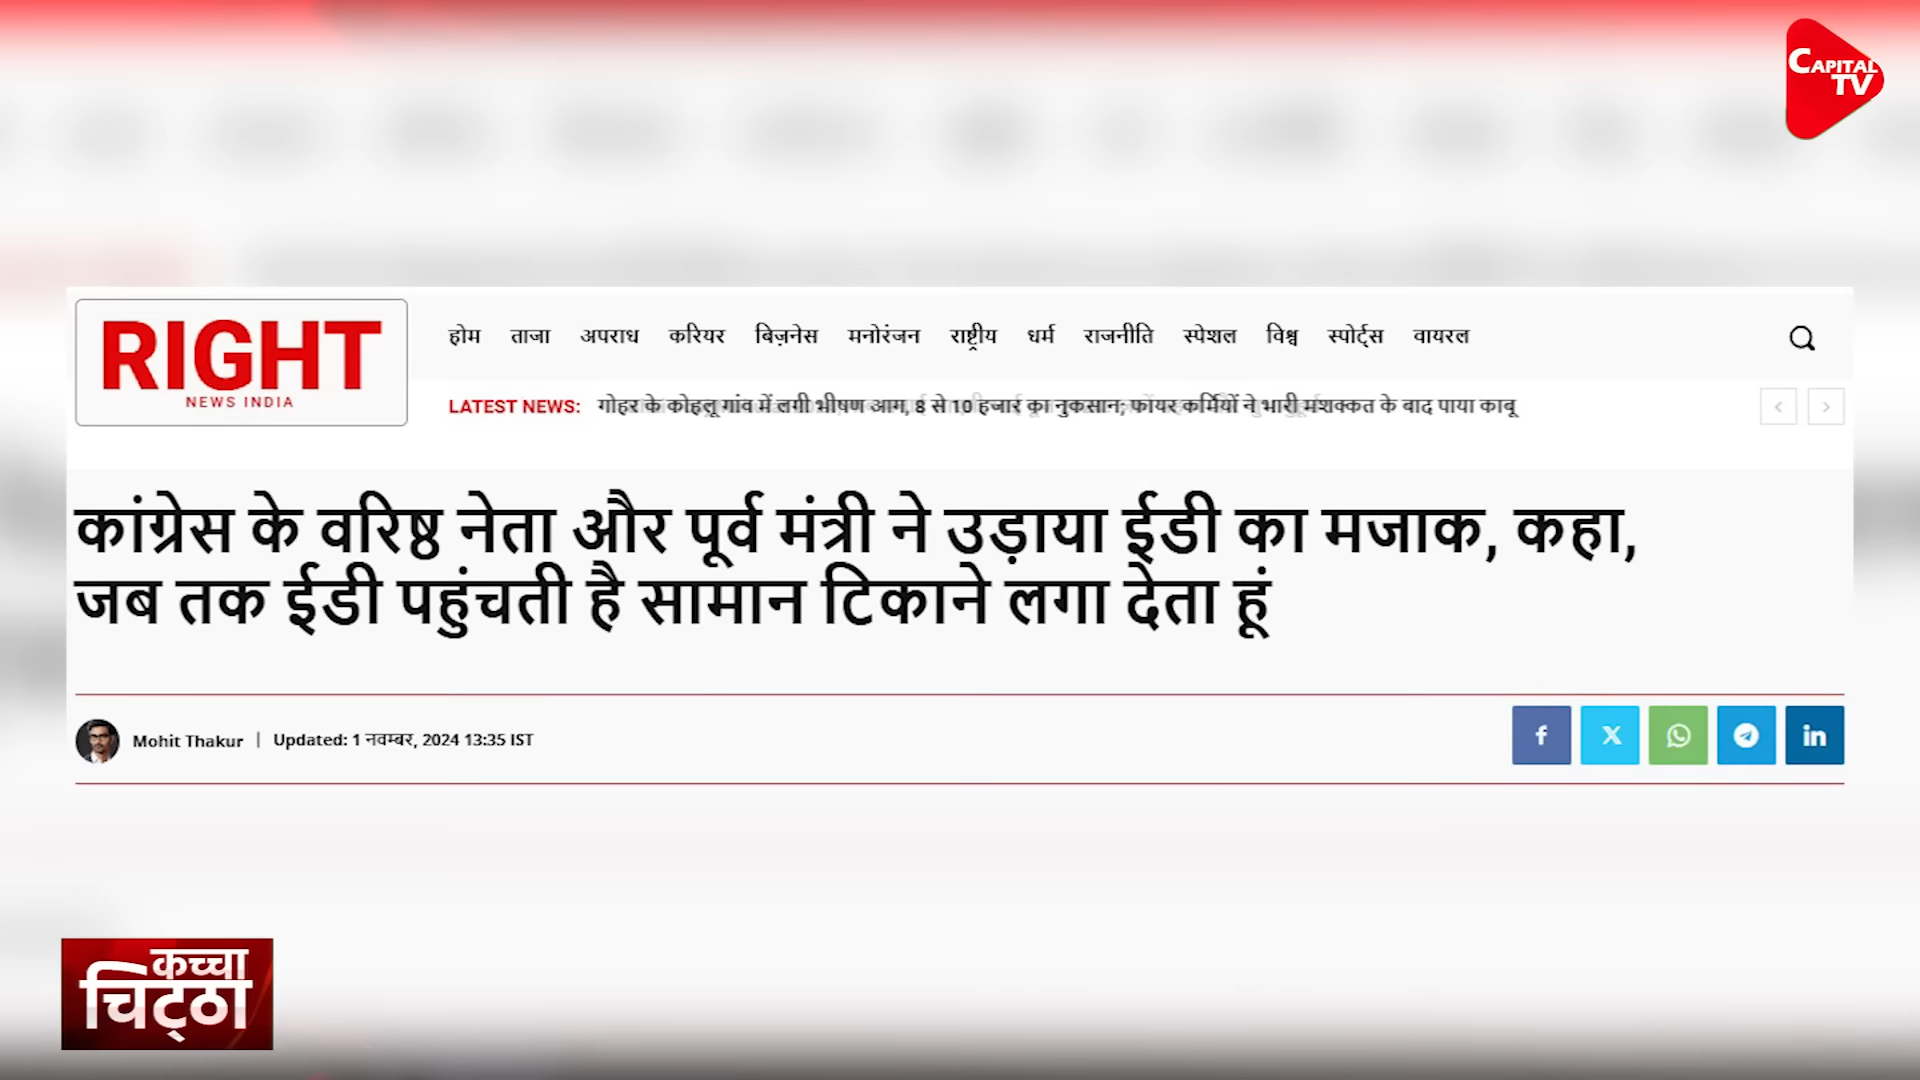 CAPITAL
TV
RIGHT
NEWS INDIA
होम ताजा अपराध करियर बिज़नेस मनोरंजन राष्ट्रीय धर्म राजनीति स्पेशल विश्व स्पोर्ट्स वायरल
LATEST NEWS: गोहर के कोहलू गांव में लगी भीषण आग, 8 से 10 हजार का नुकसान; फायर कर्मियों ने भारी मशक्कत के बाद पाया काबू
कांग्रेस के वरिष्ठ नेता और पूर्व मंत्री ने उड़ाया ईडी का मजाक, कहा,
जब तक ईडी पहुंचती है सामान टिकाने लगा देता हूं
Mohit Thakur | Updated: 1 नवम्बर, 2024 13:35 IST
कच्चा
चिट्ठा